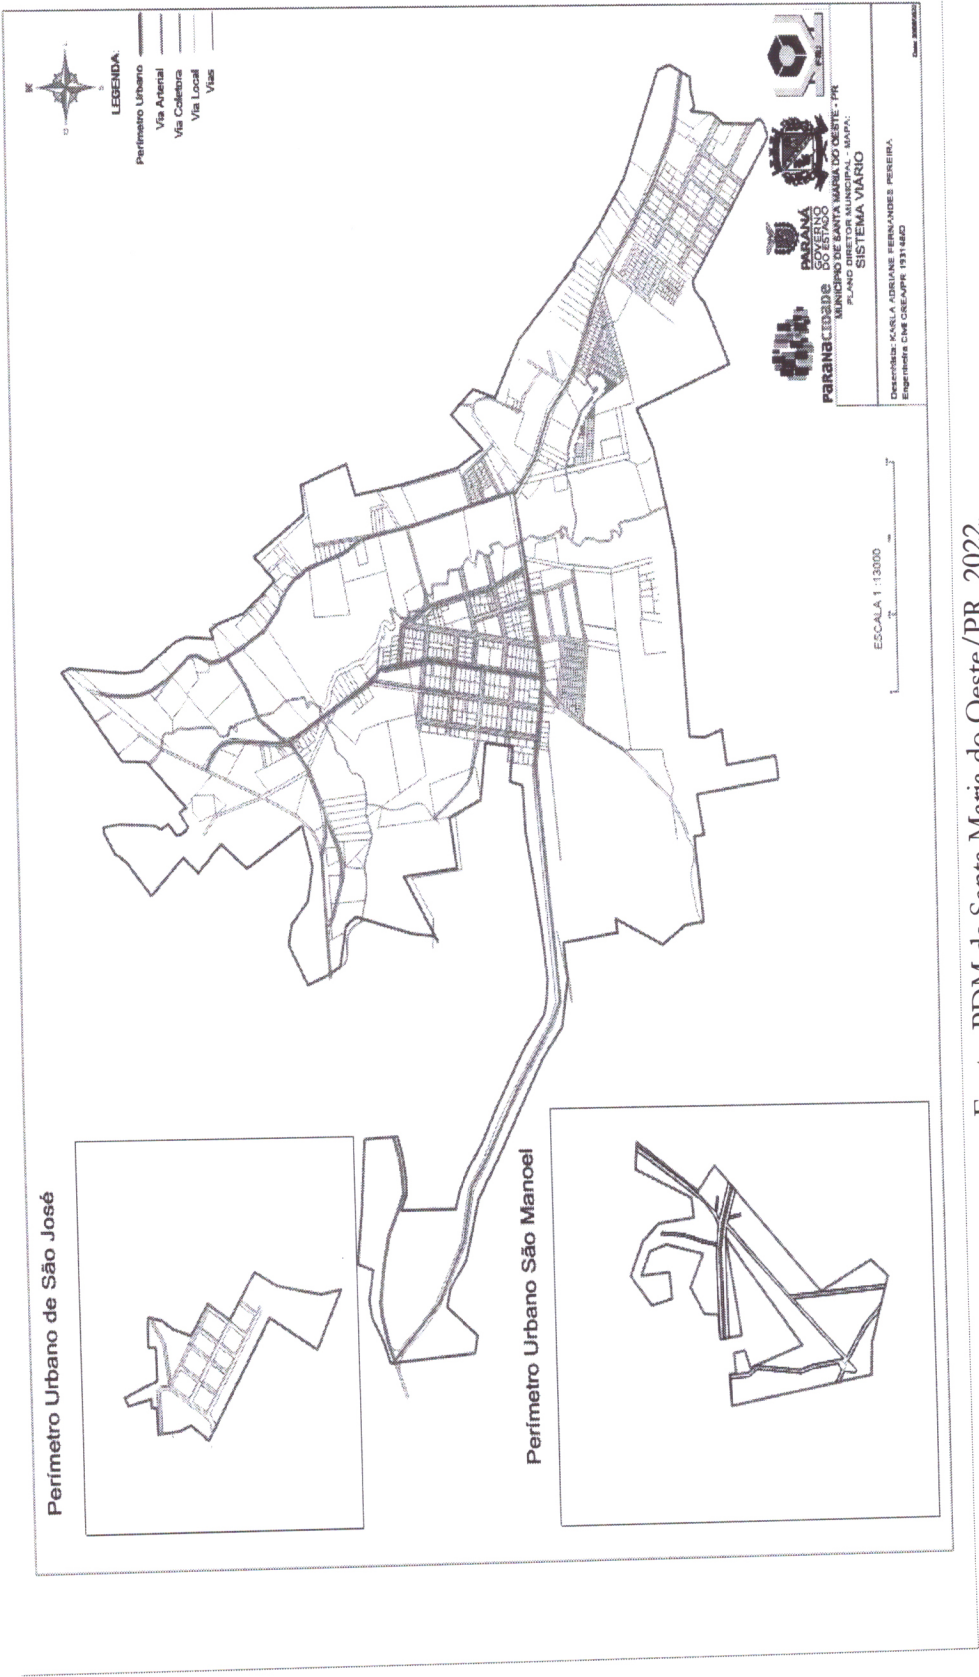 Perímetro Urbano de São José
Perímetro Urbano São Manoel
LEGENDA:
Perímetro Urbano
Via Arterial
Via Coletora
Via Local
Vias
ESCALA 1 :13000
PARANACIDADE
PARANÁ
GOVERNO
DO ESTADO
MUNICÍPIO DE SANTA MARIA DO OESTE - PR
PLANO DIRETOR MUNICIPAL - MAPA:
SISTEMA VIÁRIO
Desenhista: KARLA ADRIANE FERNANDES PEREIRA
Engenheira Civil CREA/PR
Data:
PDM de Santa Maria do Oeste/PR, 2022